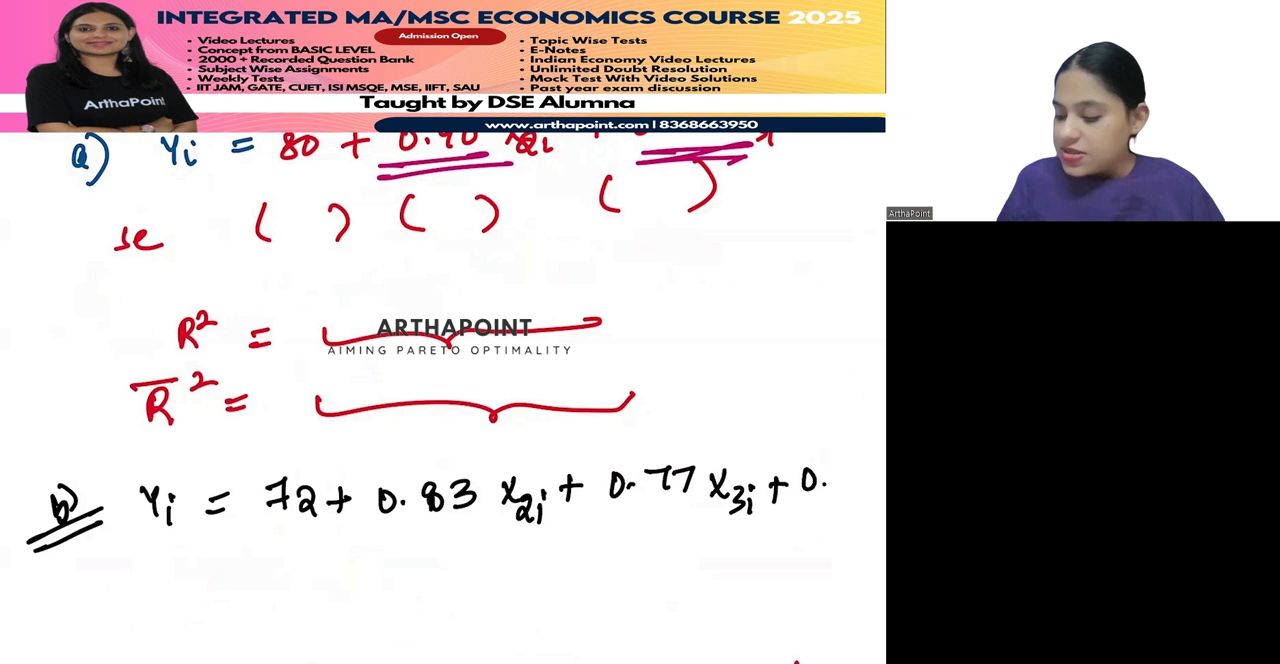 INTEGRATED MA/MSC ECONOMICS COURSE 2025
Admission Open
• Video Lectures
• Concept from BASIC LEVEL
• 2000 + Recorded Question Bank
• Subject Wise Assignments
• Weekly Tests
• IIT JAM, GATE, CUET, ISI MSQE, MSE, IIFT, SAU
• Topic Wise Tests
• E-Notes
• Indian Economy Video Lectures
• Unlimited Doubt Resolution
• Mock Test With Video Solutions
• Past year exam discussion
ArthaPoint
Taught by DSE Alumna
www.arthapoint.com | 8368663950
a) Yi = 80 + 0.90
se ( ) ( ) ( )
R² =
ARTHAPOINT
AIMING PARETO OPTIMALITY
R̅² =
b) Yi = 72 + 0.83 X2i + 0.77 X3i + 0.
ArthaPoint